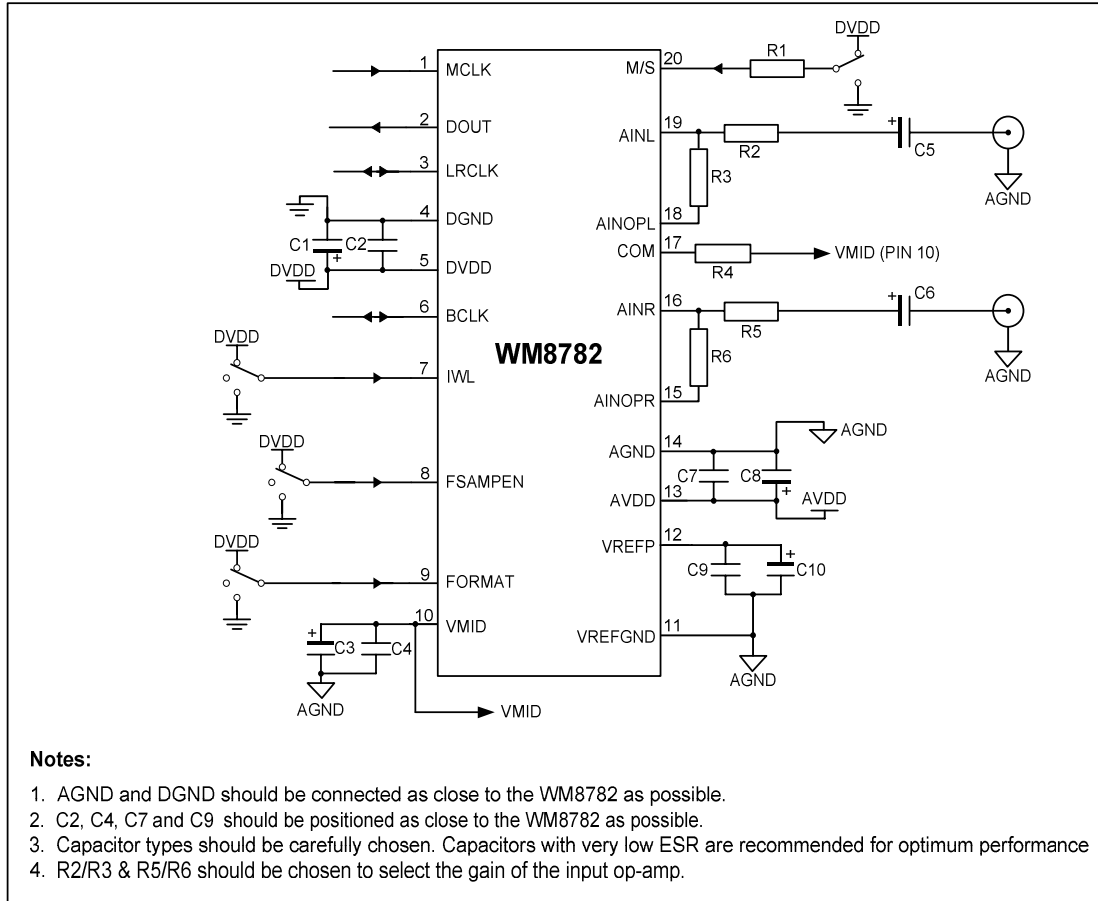 DVDD
1 MCLK
M/S 20
R1
2 DOUT
AINL 19
R2
+
C5
3 LRCLK
R3
AGND
4 DGND
AINOPL 18
C1
C2
+
COM 17
R4
VMID (PIN 10)
DVDD
5 DVDD
6 BCLK
AINR 16
R5
+
C6
DVDD
WM8782
R6
7 IWL
AGND
AINOPR 15
DVDD
AGND 14
AGND
8 FSAMPEN
C7
C8
+
AVDD 13
AVDD
DVDD
VREFP 12
+
C9
C10
9 FORMAT
10 VMID
+
C3
C4
VREFGND 11
AGND
AGND
VMID
Notes:
1. AGND and DGND should be connected as close to the WM8782 as possible.
2. C2, C4, C7 and C9 should be positioned as close to the WM8782 as possible.
3. Capacitor types should be carefully chosen. Capacitors with very low ESR are recommended for optimum performance
4. R2/R3 & R5/R6 should be chosen to select the gain of the input op-amp.